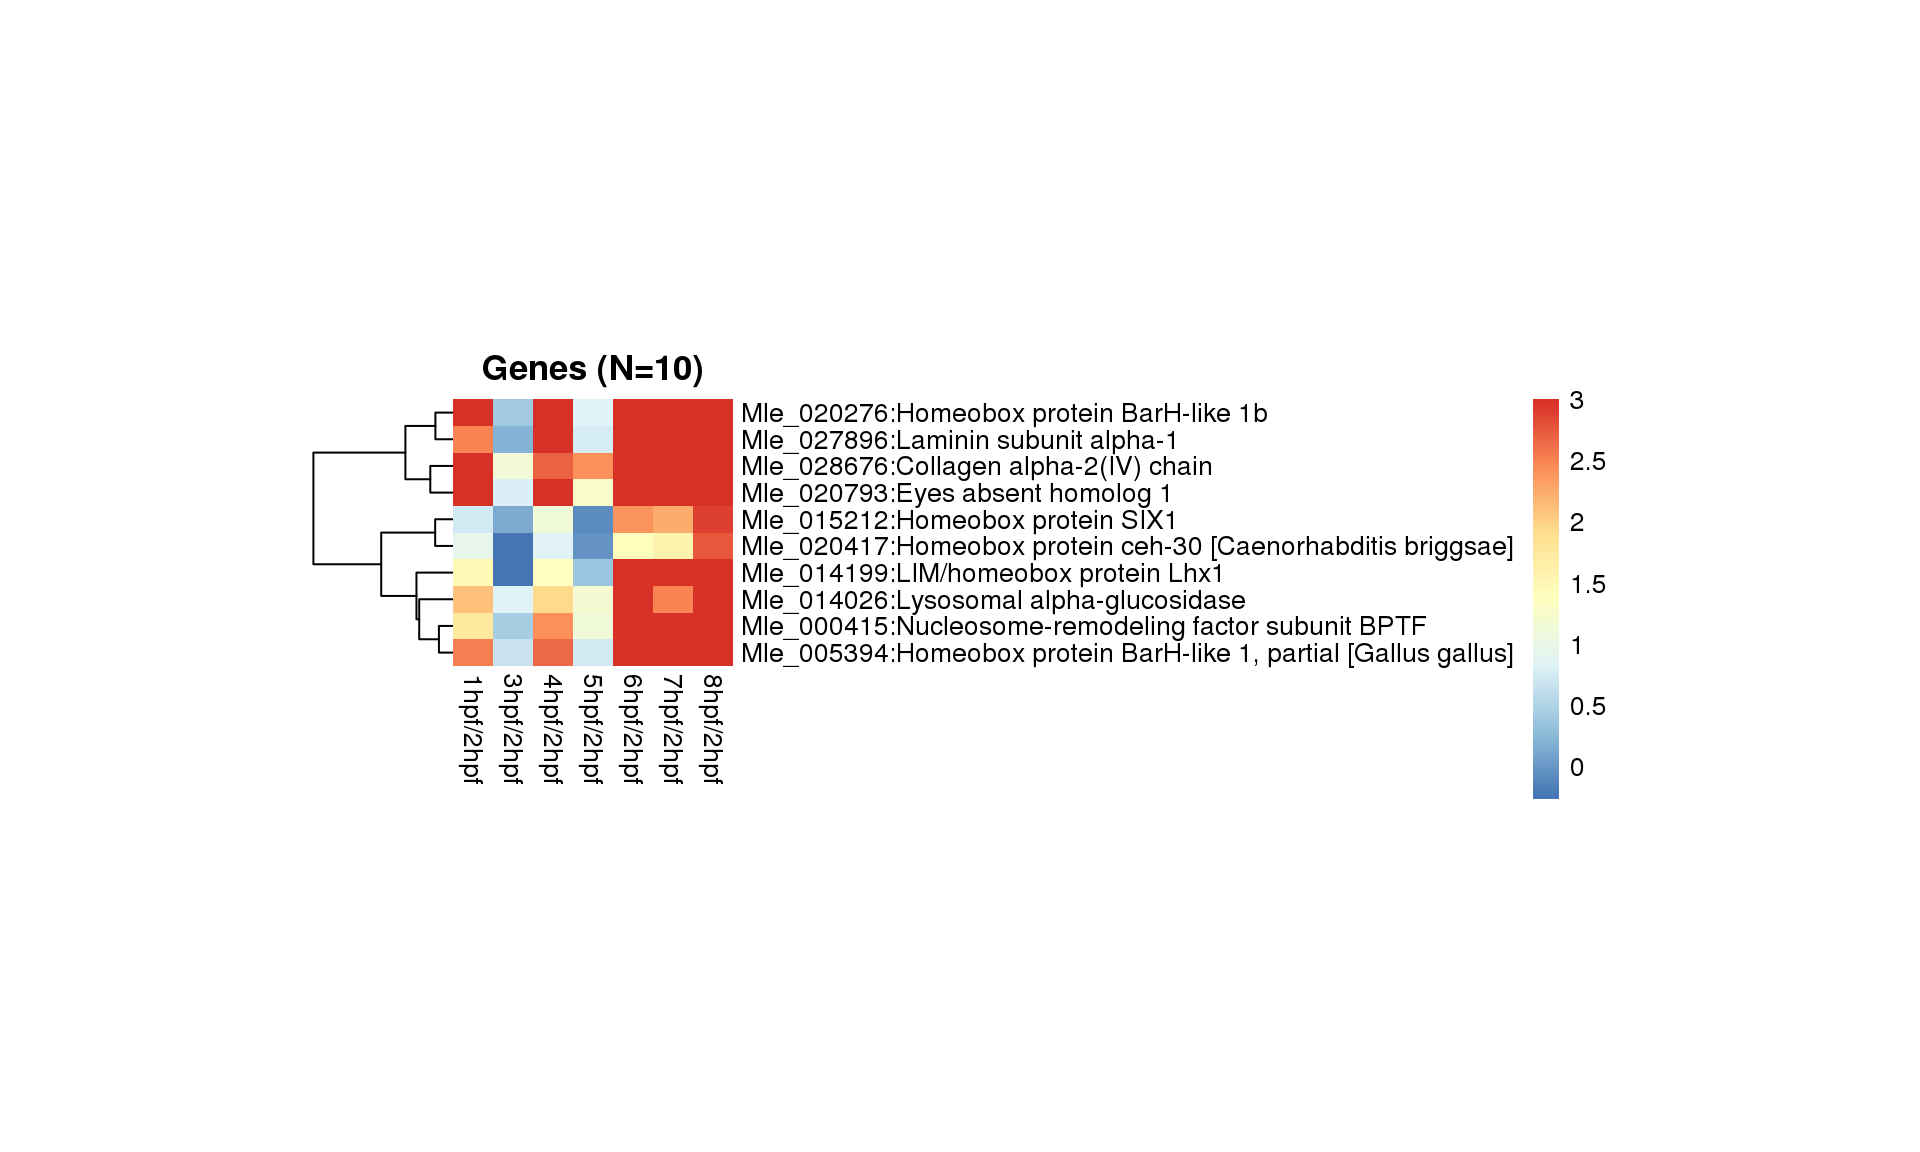 Genes (N=10)
Mle_020276:Homeobox protein BarH-like 1b
Mle_027896:Laminin subunit alpha-1
Mle_028676:Collagen alpha-2(IV) chain
Mle_020793:Eyes absent homolog 1
Mle_015212:Homeobox protein SIX1
Mle_020417:Homeobox protein ceh-30 [Caenorhabditis briggsae]
Mle_014199:LIM/homeobox protein Lhx1
Mle_014026:Lysosomal alpha-glucosidase
Mle_000415:Nucleosome-remodeling factor subunit BPTF
Mle_005394:Homeobox protein BarH-like 1, partial [Gallus gallus]
1hpf/2hpf
3hpf/2hpf
4hpf/2hpf
5hpf/2hpf
6hpf/2hpf
7hpf/2hpf
8hpf/2hpf
3
2.5
2
1.5
1
0.5
0